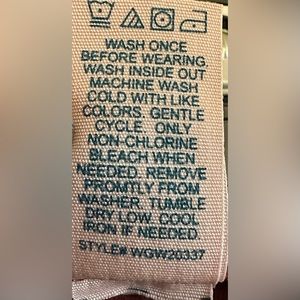 WASH ONCE
BEFORE WEARING
WASH INSIDE OUT
MACHINE WASH
COLD WITH LIKE
COLORS. GENTLE
CYCLE. ONLY
NON-CHLORINE
BLEACH WHEN
NEEDED. REMOVE
PROMTLY FROM
WASHER. TUMBLE
DRY LOW. COOL
IRON IF NEEDED.
STYLE# WGW20337